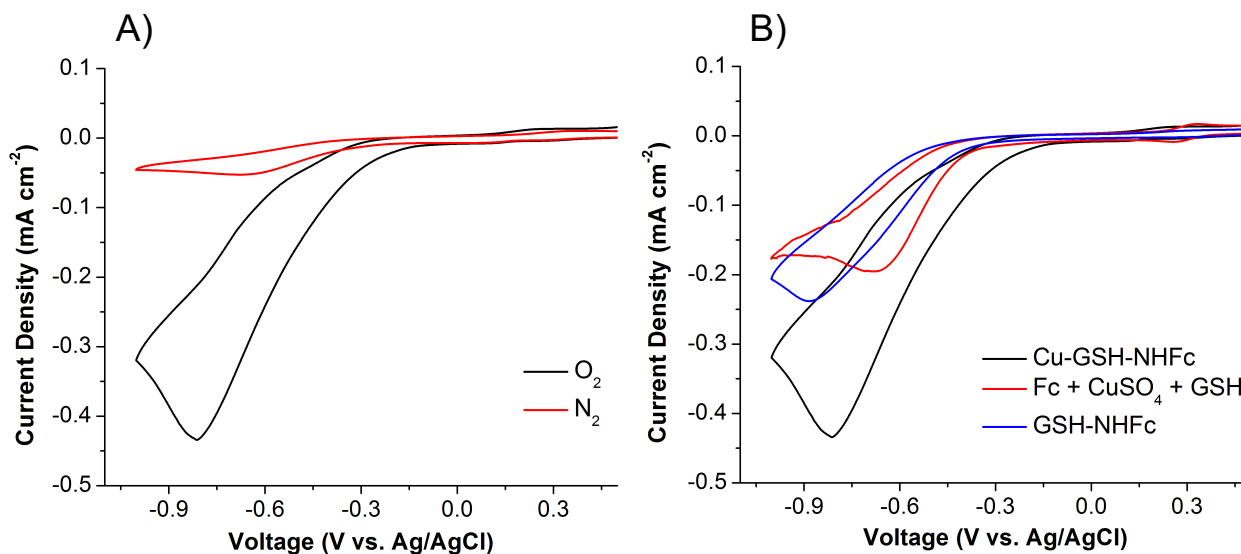 A)
0.1
0.0
-0.1
-0.2
-0.3
-0.4
-0.5
Current Density (mA cm⁻²)
O₂
N₂
-0.9 -0.6 -0.3 0.0 0.3
Voltage (V vs. Ag/AgCl)
B)
0.1
0.0
-0.1
-0.2
-0.3
-0.4
-0.5
Current Density (mA cm⁻²)
Cu-GSH-NHFc
Fc + CuSO₄ + GSH
GSH-NHFc
-0.9 -0.6 -0.3 0.0 0.3
Voltage (V vs. Ag/AgCl)